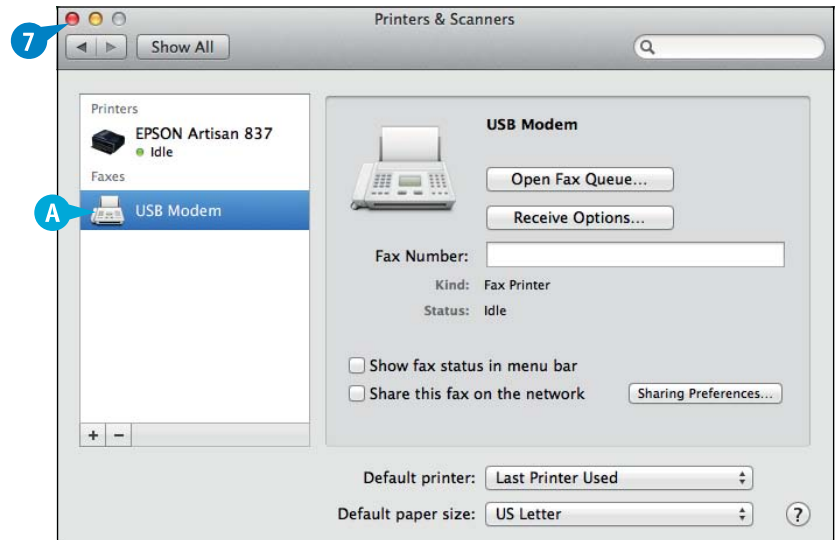 Printers & Scanners
7
Show All
Printers
EPSON Artisan 837
Idle
Faxes
A
USB Modem
USB Modem
Open Fax Queue...
Receive Options...
Fax Number:
Kind: Fax Printer
Status: Idle
Show fax status in menu bar
Share this fax on the network Sharing Preferences...
+ −
Default printer: Last Printer Used
Default paper size: US Letter ?